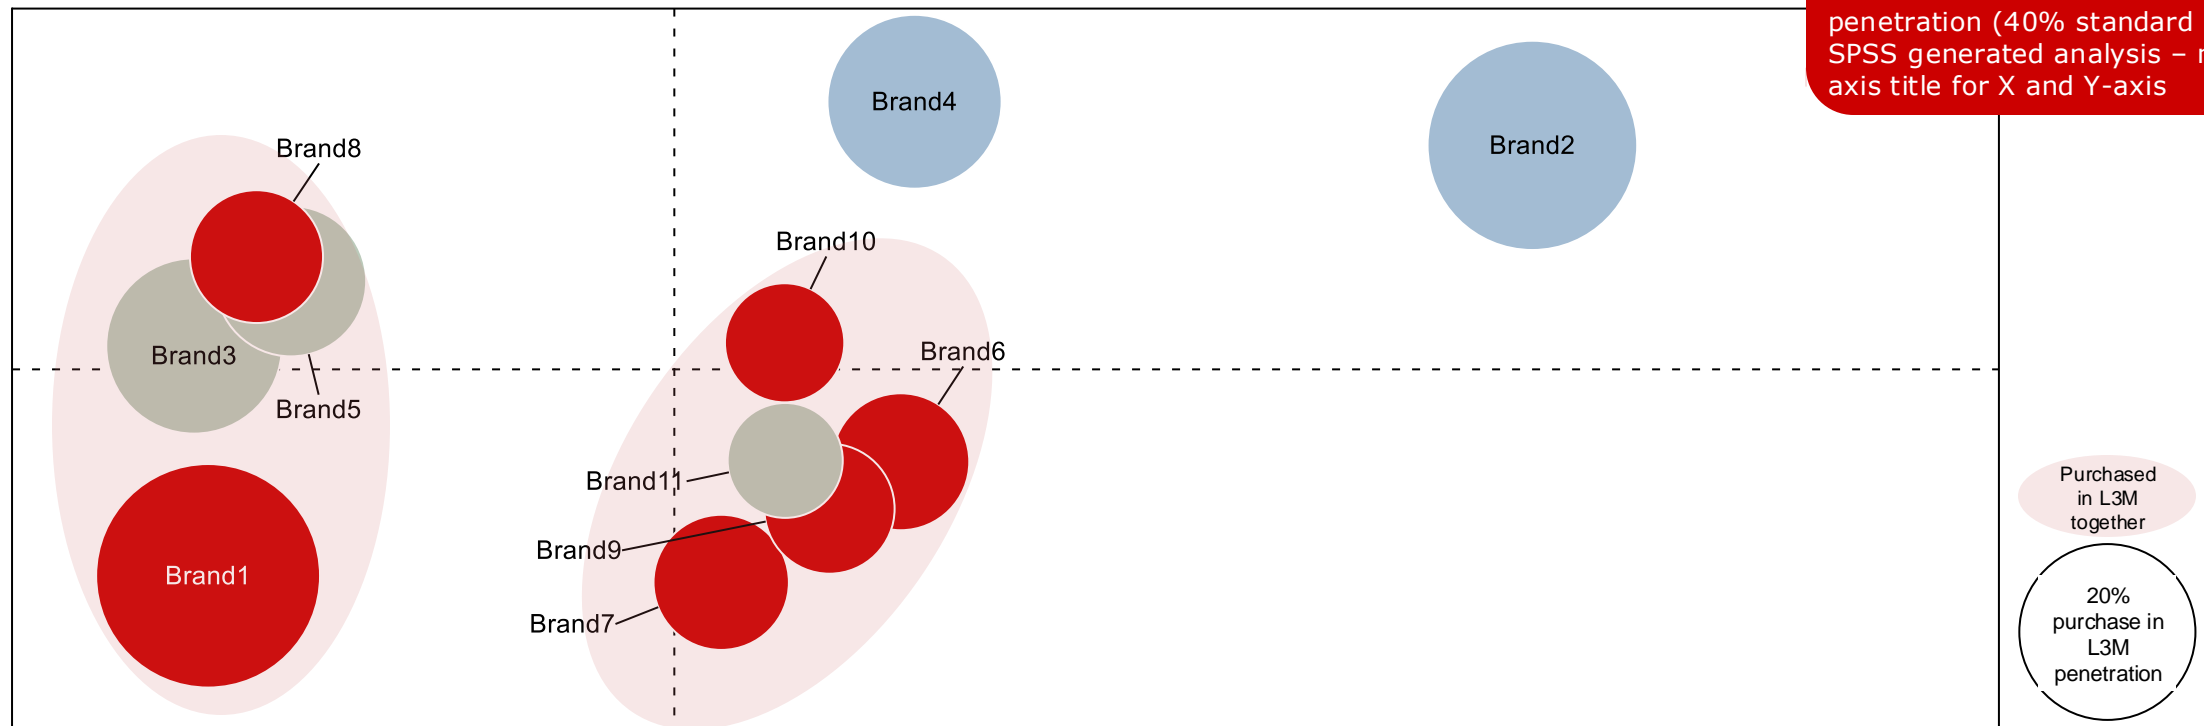 penetration (40% standard
SPSS generated analysis –
axis title for X and Y-axis
Brand4
Brand2
Brand8
Brand10
Brand3
Brand6
Brand5
Brand11
Brand9
Brand1
Brand7
Purchased
in L3M
together
20%
purchase in
L3M
penetration